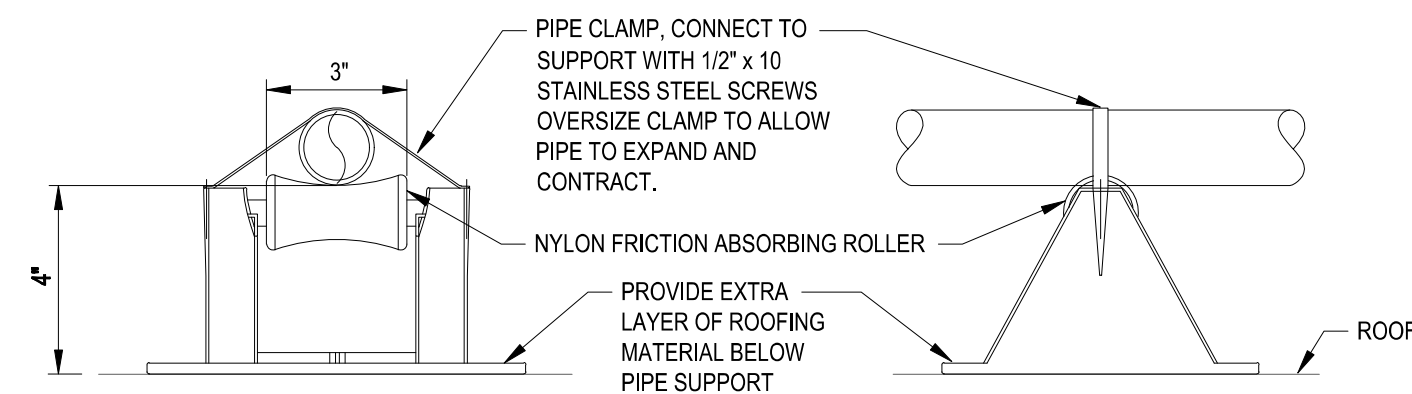 3"
4"
PIPE CLAMP, CONNECT TO
SUPPORT WITH 1/2" x 10
STAINLESS STEEL SCREWS
OVERSIZE CLAMP TO ALLOW
PIPE TO EXPAND AND
CONTRACT.
NYLON FRICTION ABSORBING ROLLER
PROVIDE EXTRA
LAYER OF ROOFING
MATERIAL BELOW
PIPE SUPPORT
ROOF